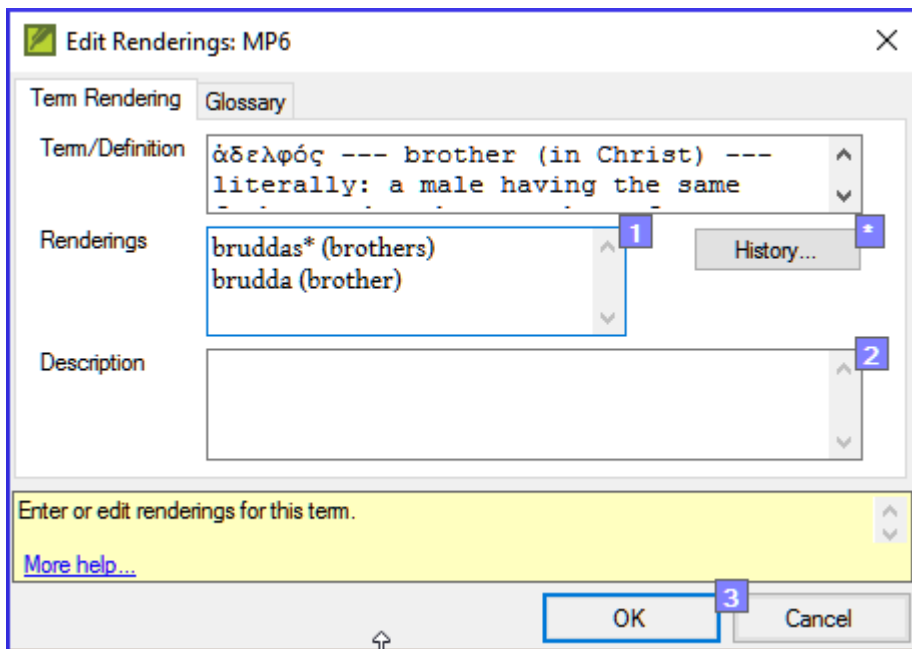 Edit Renderings: MP6
Term Rendering
Glossary
Term/Definition
ἀδελφός --- brother (in Christ) ---
literally: a male having the same
Renderings
bruddas* (brothers)
brudda (brother)
1
History...
*
Description
2
Enter or edit renderings for this term.
More help...
OK
3
Cancel